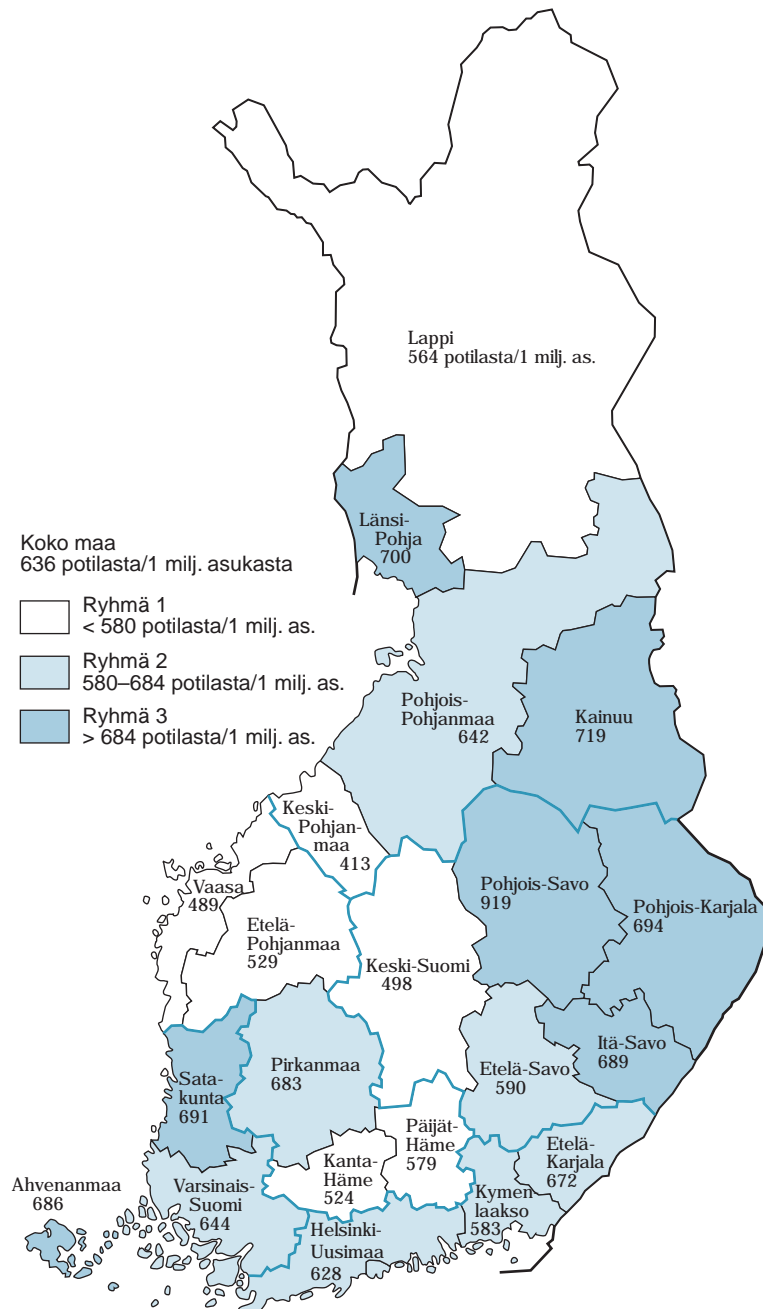 Lappi
564 potilasta/1 milj. as.
Länsi-
Pohja
700
Koko maa
636 potilasta/1 milj. asukasta
Ryhmä 1
< 580 potilasta/1 milj. as.
Ryhmä 2
580–684 potilasta/1 milj. as.
Ryhmä 3
> 684 potilasta/1 milj. as.
Pohjois-
Pohjanmaa
642
Kainuu
719
Keski-
Pohjan-
maa
413
Vaasa
489
Etelä-
Pohjanmaa
529
Keski-Suomi
498
Pohjois-Savo
919
Pohjois-Karjala
694
Itä-Savo
689
Etelä-Savo
590
Pirkanmaa
683
Sata-
kunta
691
Päijät-
Häme
579
Kanta-
Häme
524
Etelä-
Karjala
672
Kymen
laakso
583
Ahvenanmaa
686
Varsinais-
Suomi
644
Helsinki-
Uusimaa
628